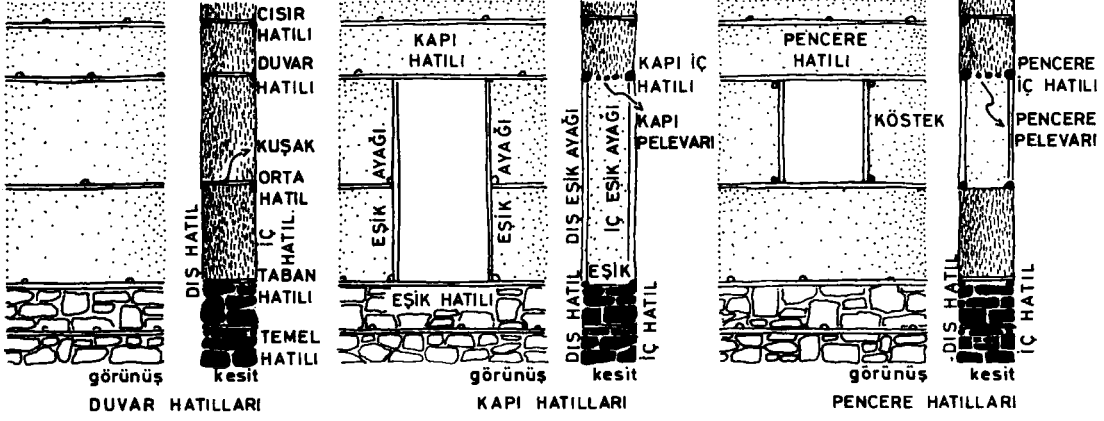 CISIR
HATILI
DUVAR
HATILI
KUŞAK
ORTA
HATIL
DIŞ HATIL
İÇ HATIL
TABAN
HATILI
TEMEL
HATILI
görünüş
kesit
DUVAR HATILLARI
KAPI
HATILI
EŞİK AYAĞI
EŞİK AYAĞI
EŞİK HATILI
KAPI İÇ
HATILI
KAPI
PELEVARI
DIŞ EŞİK AYAĞI
İÇ EŞİK AYAĞI
EŞİK
DIŞ HATIL
İÇ HATIL
görünüş
kesit
KAPI HATILLARI
PENCERE
HATILI
KÖSTEK
PENCERE
İÇ HATILI
PENCERE
PELEVARI
DIŞ HATIL
İÇ HATIL
görünüş
kesit
PENCERE HATILLARI